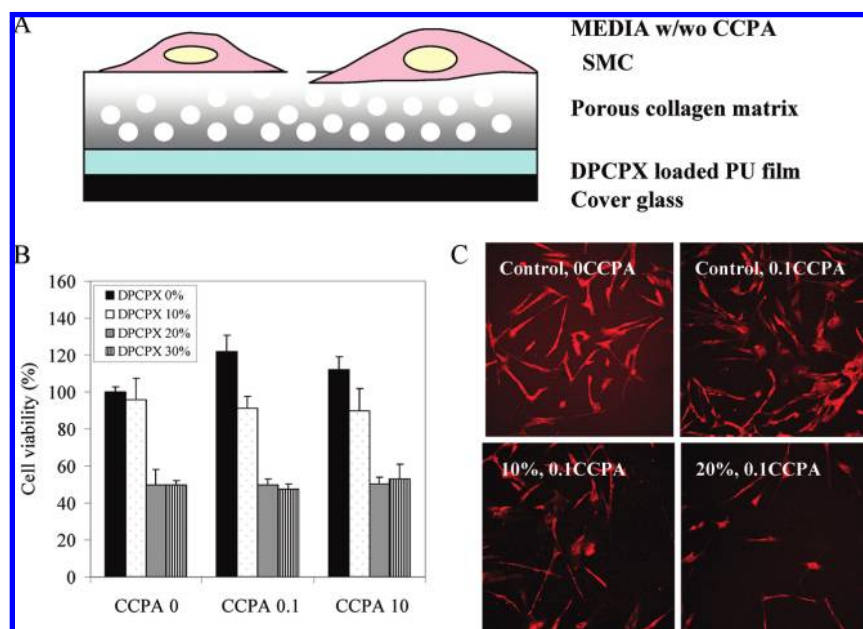 A
MEDIA w/wo CCPA
SMC
Porous collagen matrix
DPCPX loaded PU film
Cover glass
B
Cell viability (%)
160
140
120
100
80
60
40
20
0
DPCPX 0%
DPCPX 10%
DPCPX 20%
DPCPX 30%
CCPA 0
CCPA 0.1
CCPA 10
C
Control, 0CCPA
Control, 0.1CCPA
10%, 0.1CCPA
20%, 0.1CCPA